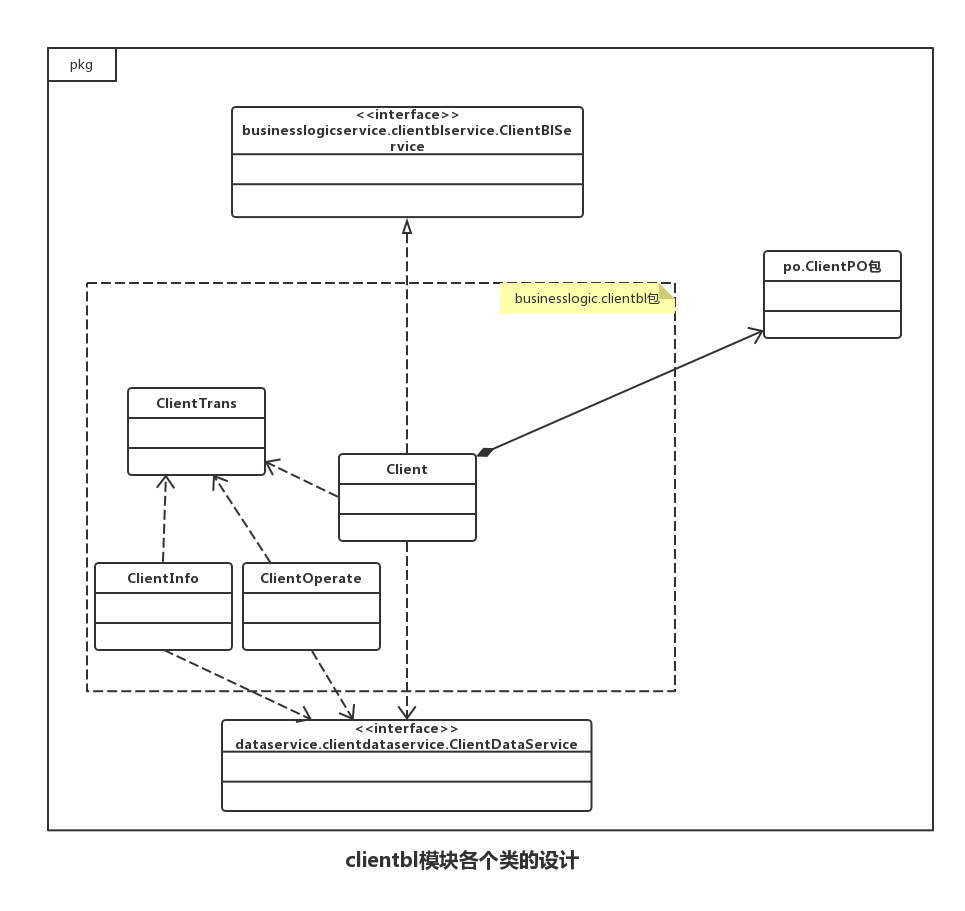 pkg
<<interface>>
businesslogicservice.clientblservice.ClientBlSe
rvice
po.ClientPO包
businesslogic.clientbl包
ClientTrans
Client
ClientInfo
ClientOperate
<<interface>>
dataservice.clientdataservice.ClientDataService
clientbl模块各个类的设计